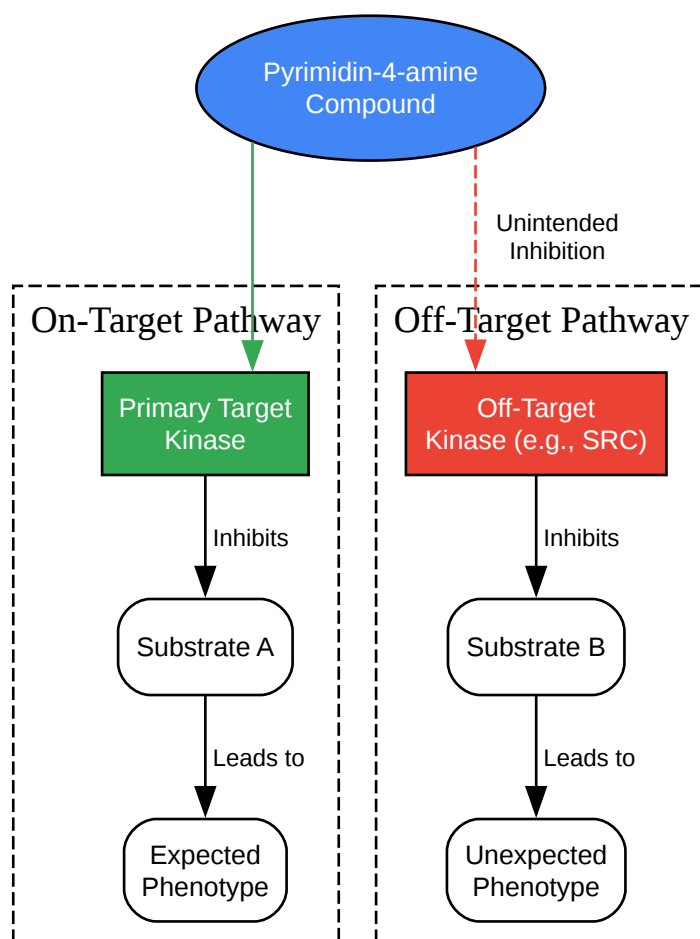 Pyrimidin-4-amine
Compound
Unintended
Inhibition
On-Target Pathway
Primary Target
Kinase
Inhibits
Substrate A
Leads to
Expected
Phenotype
Off-Target Pathway
Off-Target
Kinase (e.g., SRC)
Inhibits
Substrate B
Leads to
Unexpected
Phenotype